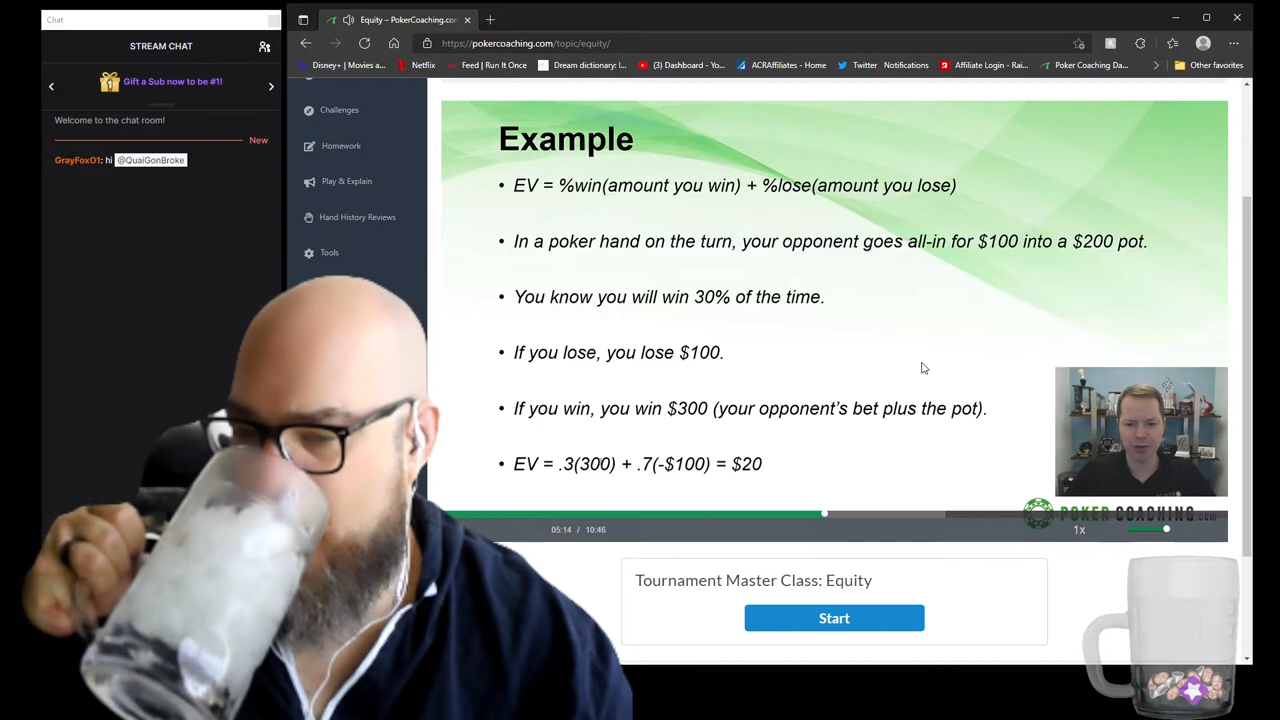 Chat
STREAM CHAT
Gift a Sub now to be #1!
Welcome to the chat room!
New
GrayFoxO1: hi @QuaiGonBroke
Equity – PokerCoaching.co
https://pokercoaching.com/topic/equity/
Disney+ | Movies a...
Netflix
Feed | Run It Once
Dream dictionary: l...
(3) Dashboard - Yo...
ACRAffiliates - Home
Twitter
Notifications
Affiliate Login - Rai...
Poker Coaching Da...
Other favorites
Challenges
Homework
Play & Explain
Hand History Reviews
Tools
Example
• EV = %win(amount you win) + %lose(amount you lose)
• In a poker hand on the turn, your opponent goes all-in for $100 into a $200 pot.
• You know you will win 30% of the time.
• If you lose, you lose $100.
• If you win, you win $300 (your opponent’s bet plus the pot).
• EV = .3(300) + .7(-$100) = $20
POKER COACHING.com
05:14 / 10:46
1x
Tournament Master Class: Equity
Start